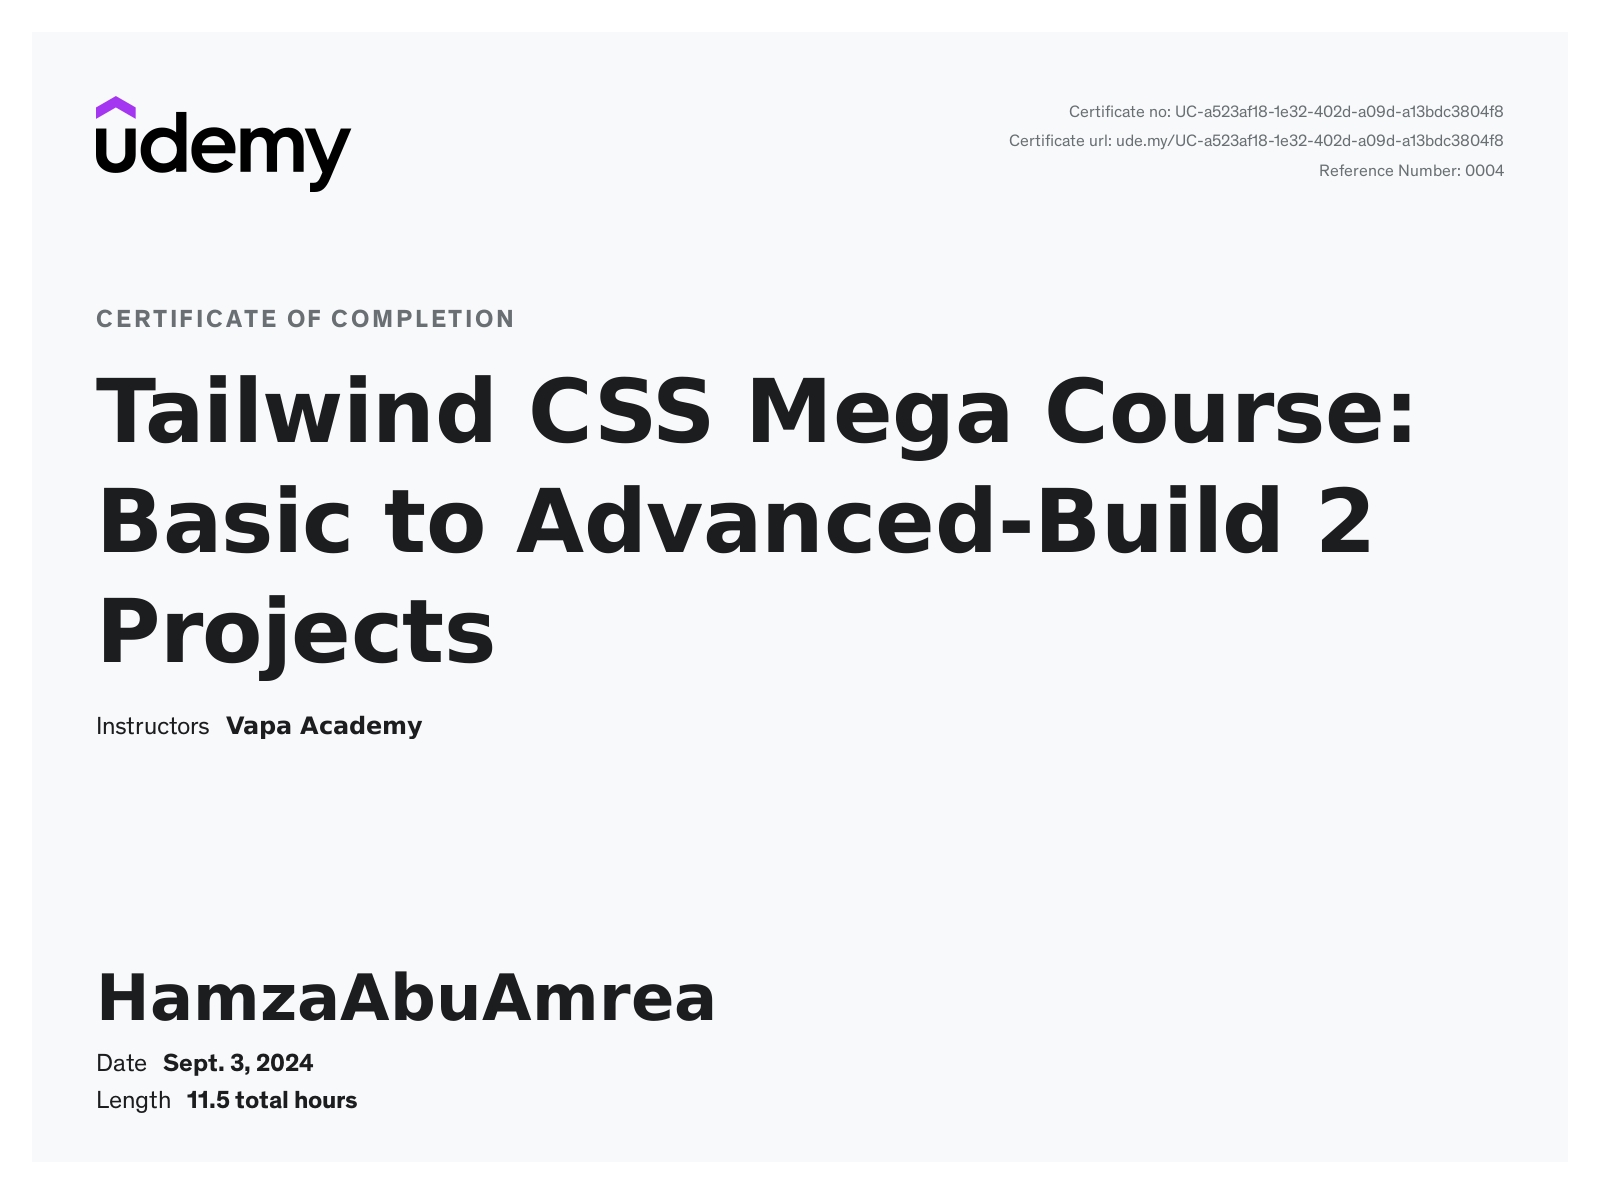 udemy
Certificate no: UC-a523af18-1e32-402d-a09d-a13bdc3804f8
Certificate url: ude.my/UC-a523af18-1e32-402d-a09d-a13bdc3804f8
Reference Number: 0004
CERTIFICATE OF COMPLETION
Tailwind CSS Mega Course:
Basic to Advanced-Build 2
Projects
Instructors Vapa Academy
HamzaAbuAmrea
Date Sept. 3, 2024
Length 11.5 total hours